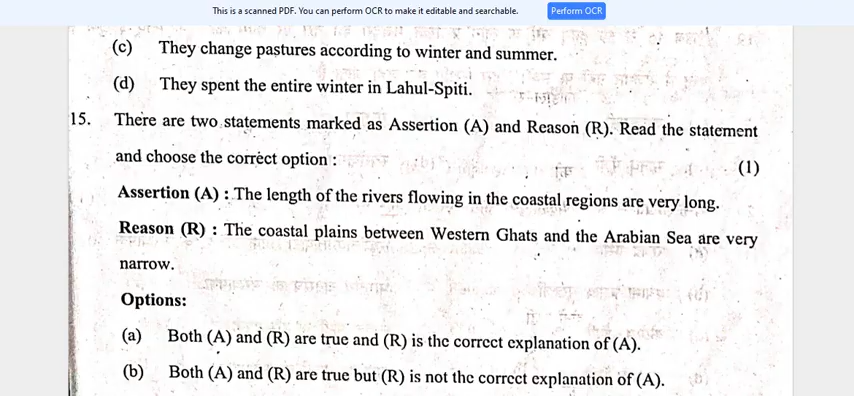 This is a scanned PDF. You can perform OCR to make it editable and searchable. Perform OCR
(c) They change pastures according to winter and summer.
(d) They spent the entire winter in Lahul-Spiti.
15. There are two statements marked as Assertion (A) and Reason (R). Read the statement
and choose the correct option : (1)
Assertion (A) : The length of the rivers flowing in the coastal regions are very long.
Reason (R) : The coastal plains between Western Ghats and the Arabian Sea are very
narrow.
Options:
(a) Both (A) and (R) are true and (R) is the correct explanation of (A).
(b) Both (A) and (R) are true but (R) is not the correct explanation of (A).